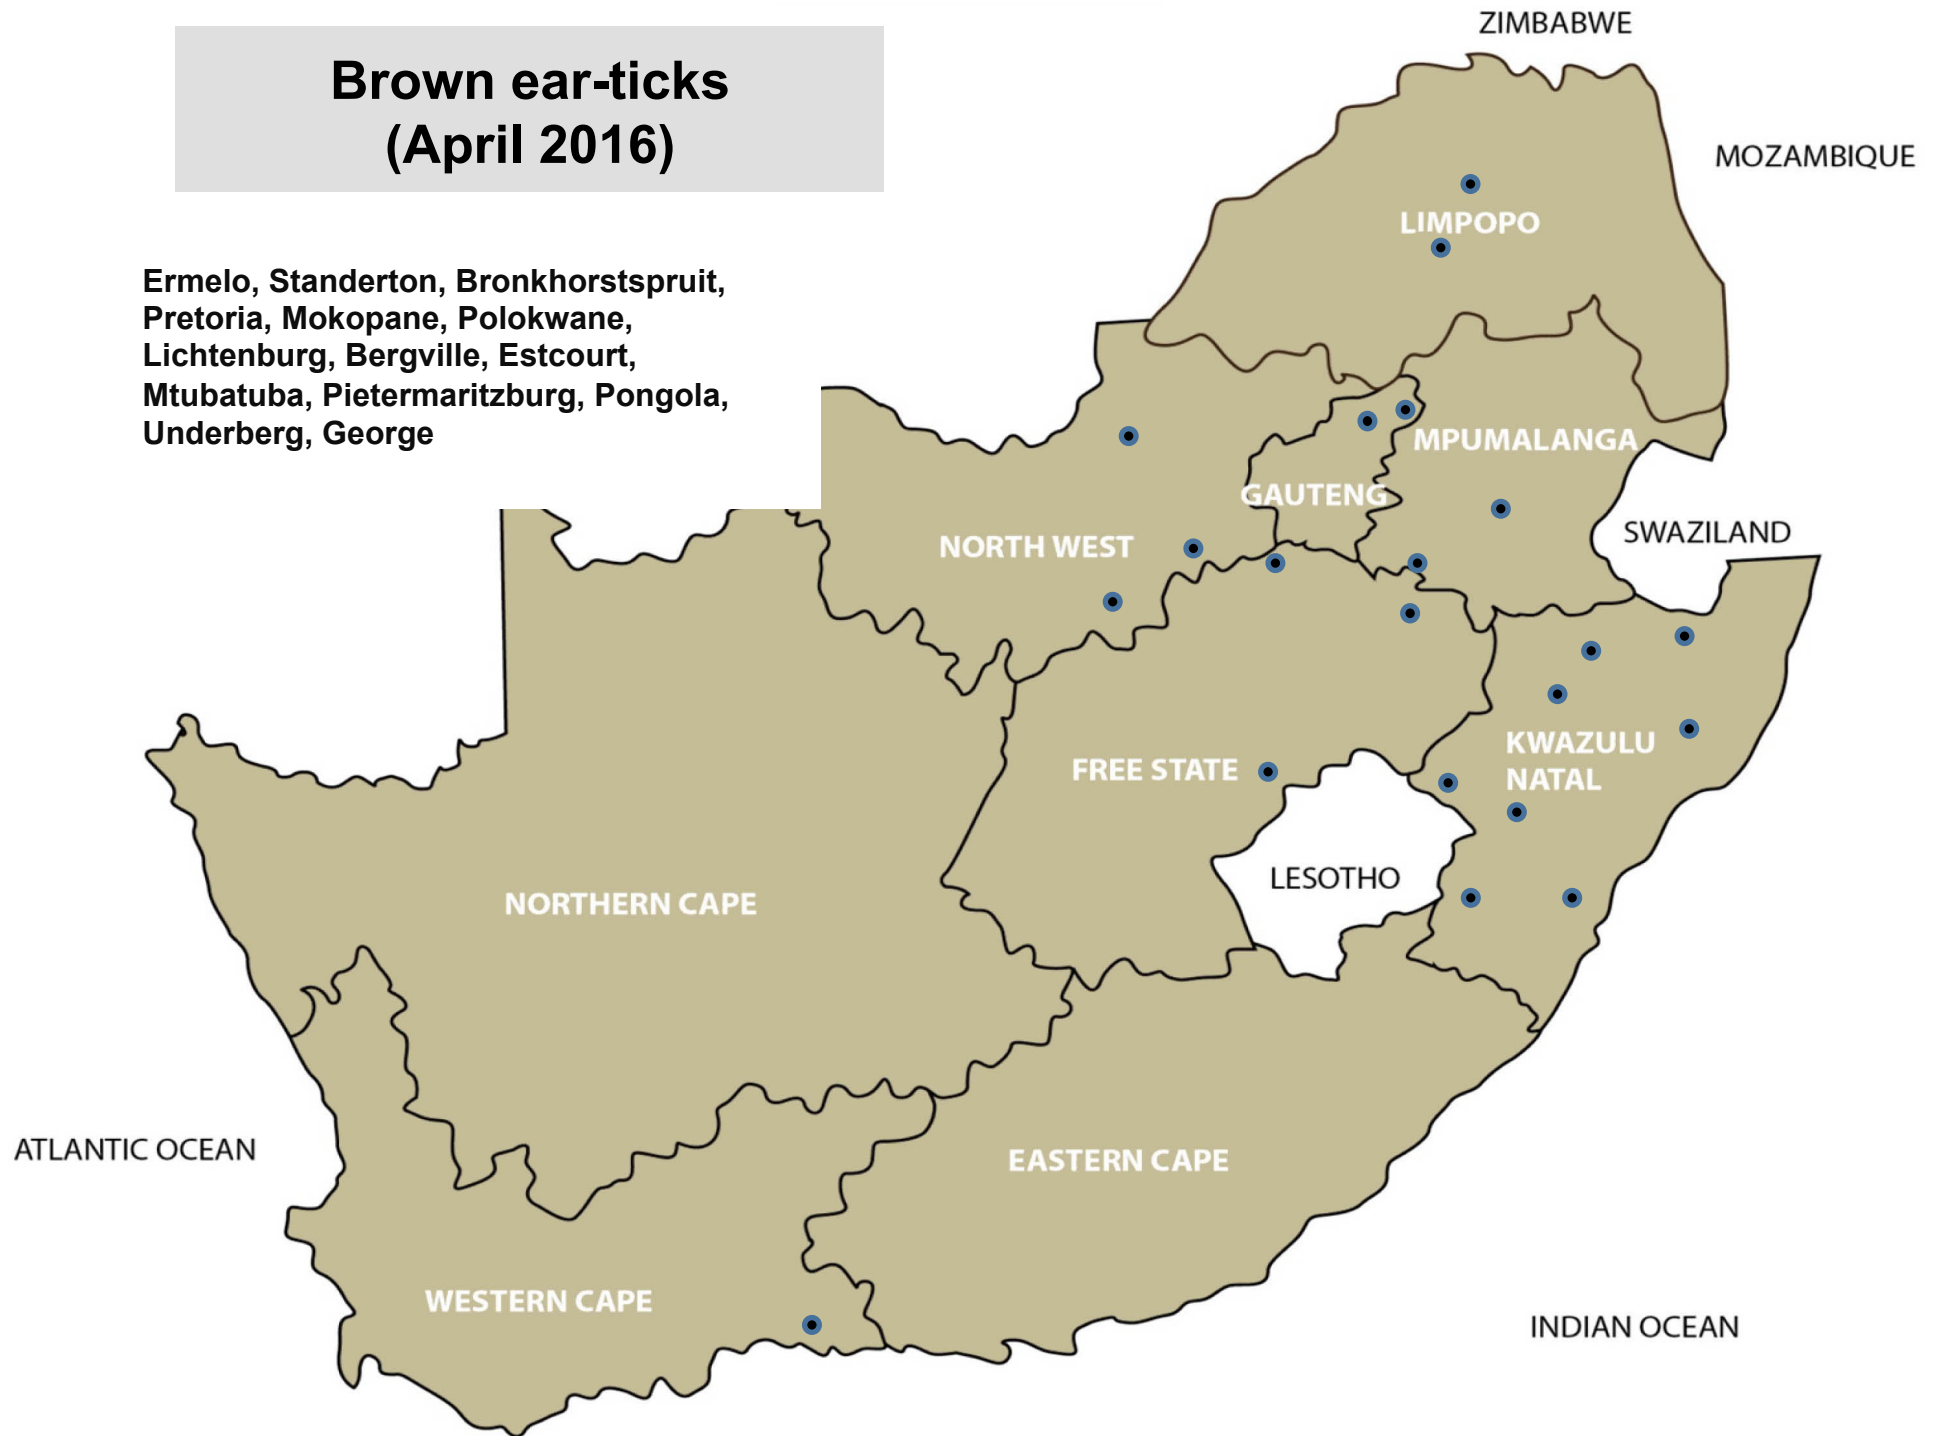 Brown ear-ticks
(April 2016)
Ermelo, Standerton, Bronkhorstspruit,
Pretoria, Mokopane, Polokwane,
Lichtenburg, Bergville, Estcourt,
Mtubatuba, Pietermaritzburg, Pongola,
Underberg, George
ZIMBABWE
MOZAMBIQUE
LIMPOPO
MPUMALANGA
GAUTENG
SWAZILAND
NORTH WEST
KWAZULU
NATAL
FREE STATE
LESOTHO
NORTHERN CAPE
ATLANTIC OCEAN
EASTERN CAPE
WESTERN CAPE
INDIAN OCEAN